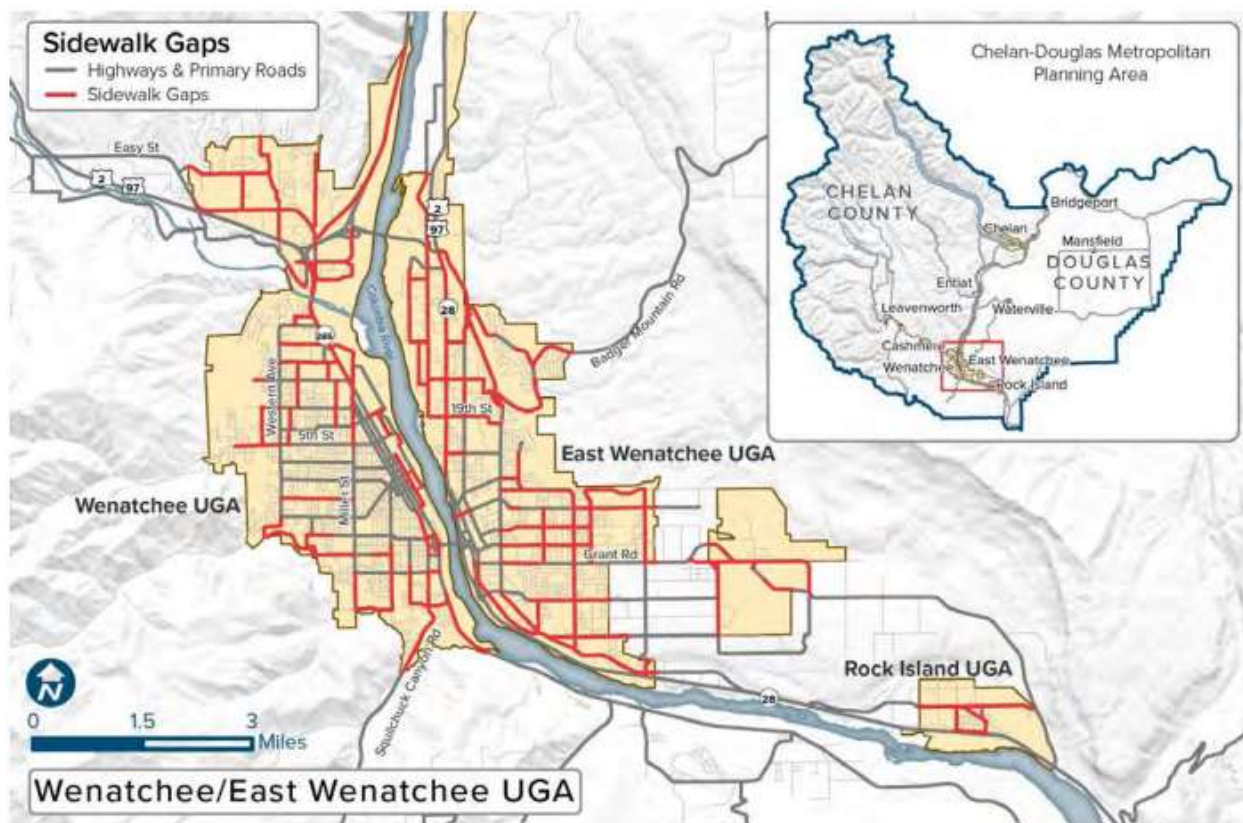 Sidewalk Gaps
Highways & Primary Roads
Sidewalk Gaps
Chelan-Douglas Metropolitan
Planning Area
CHELAN
COUNTY
Bridgeport
Chelan
Mansfield
DOUGLAS
COUNTY
Entiat
Leavenworth
Waterville
Cashmere
East Wenatchee
Wenatchee
Rock Island
Easy St
2
97
2
97
28
Columbia River
Badger Mountain Rd
285
Western Ave
19th St
5th St
East Wenatchee UGA
Wenatchee UGA
Miller St
Grant Rd
Rock Island UGA
28
Squilchuck Canyon Rd
N
0 1.5 3
Miles
Wenatchee/East Wenatchee UGA